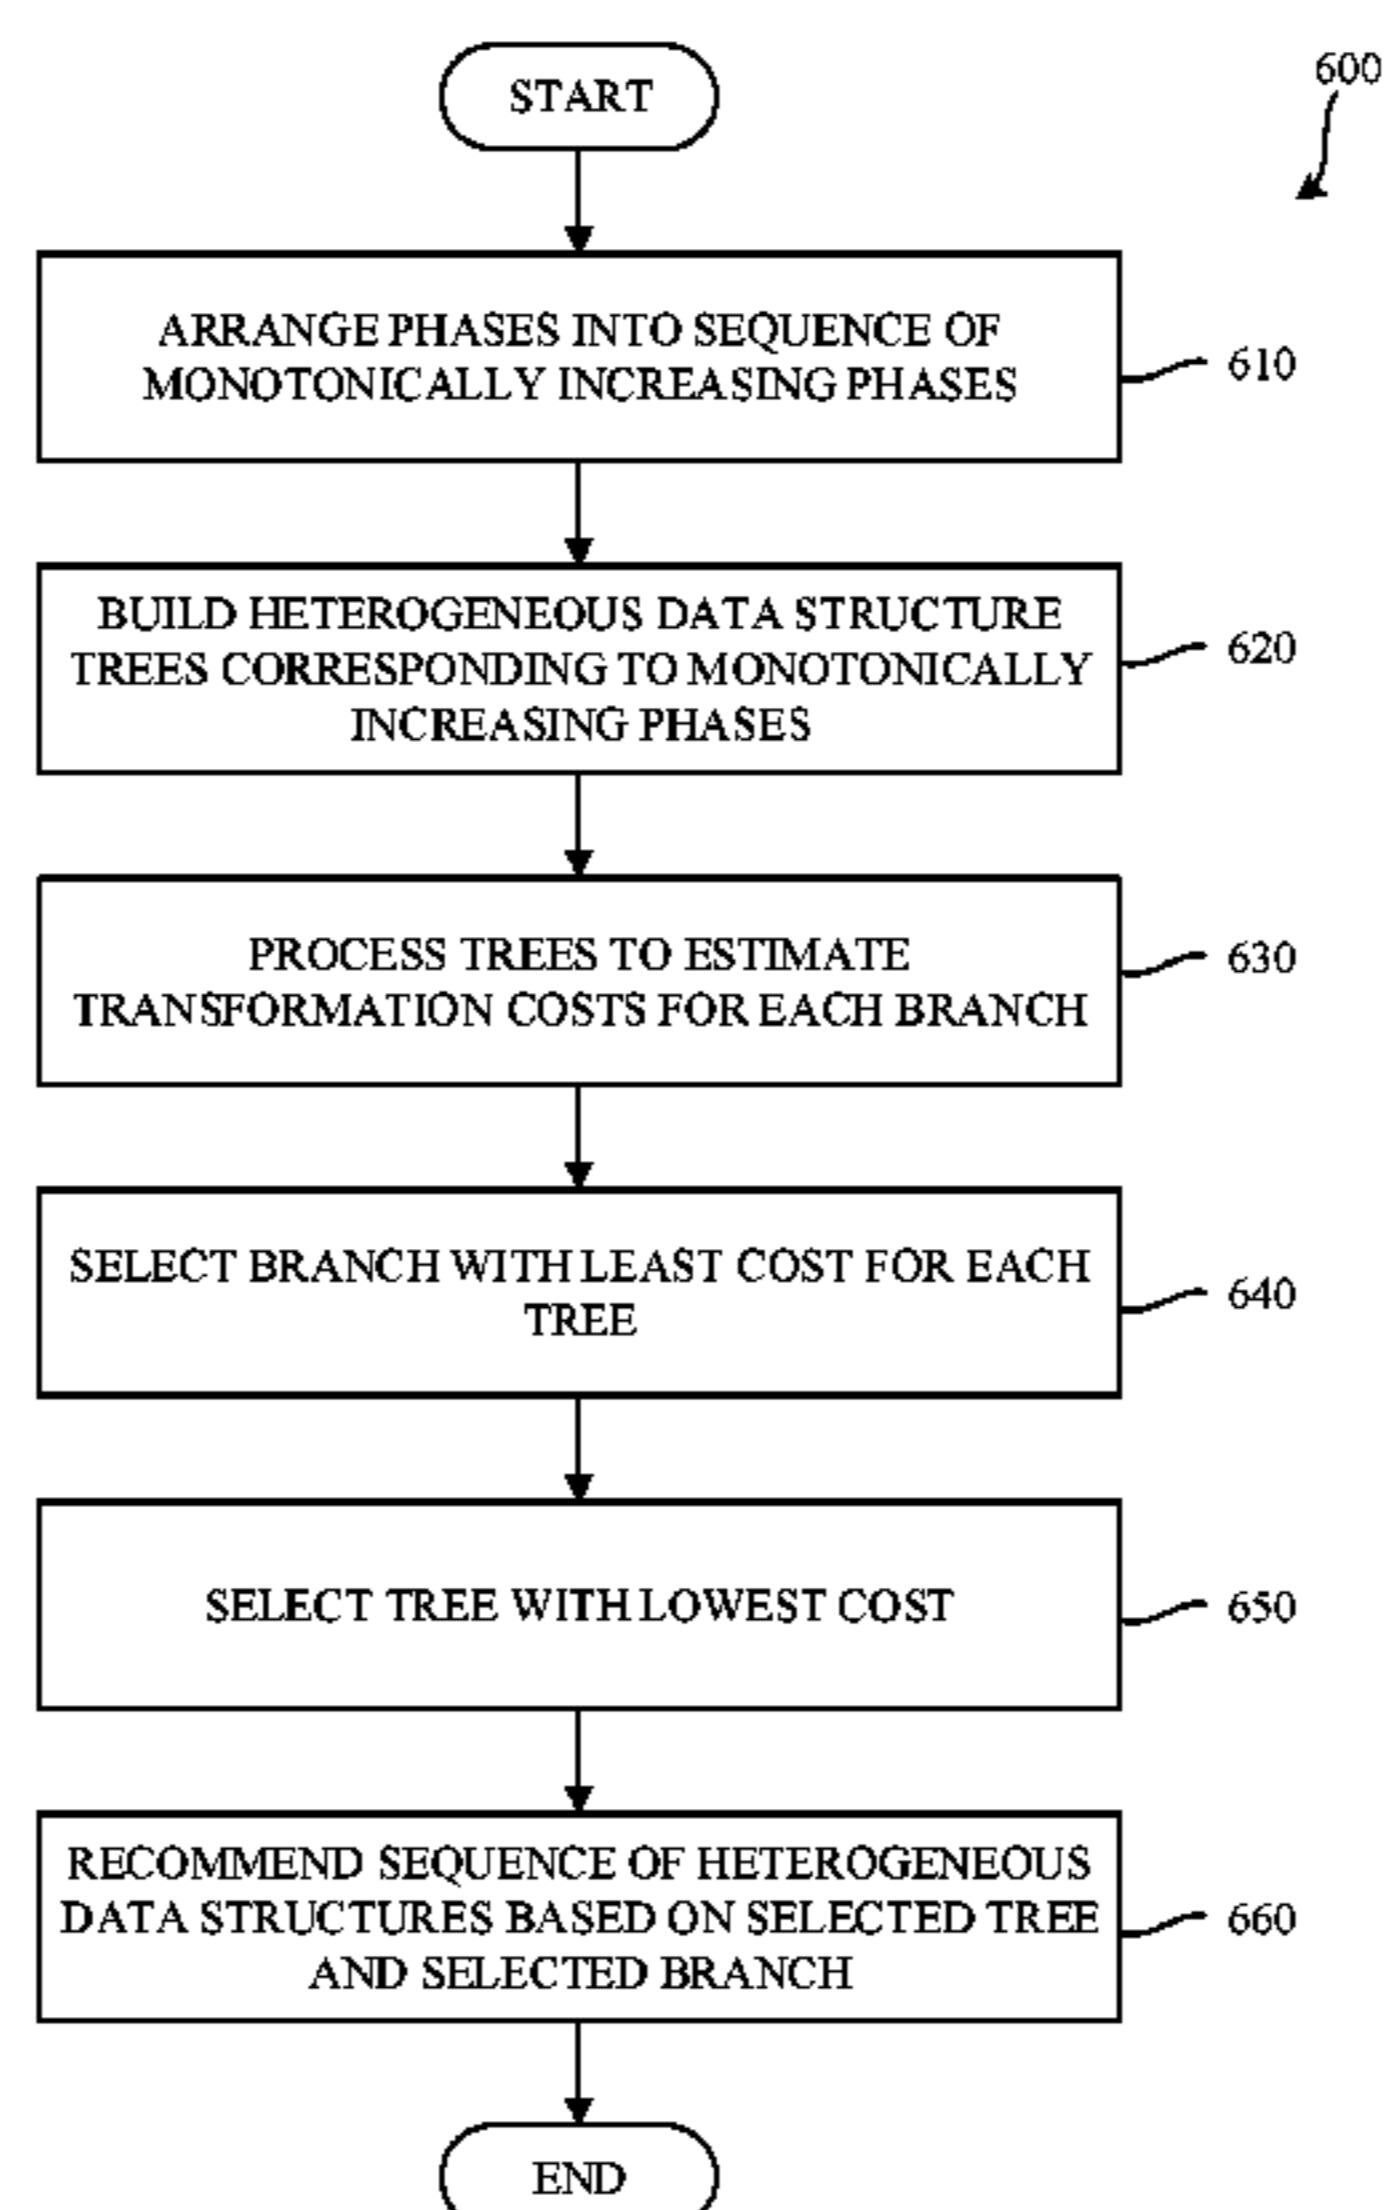 START
600
ARRANGE PHASES INTO SEQUENCE OF
MONOTONICALLY INCREASING PHASES
610
BUILD HETEROGENEOUS DATA STRUCTURE
TREES CORRESPONDING TO MONOTONICALLY
INCREASING PHASES
620
PROCESS TREES TO ESTIMATE
TRANSFORMATION COSTS FOR EACH BRANCH
630
SELECT BRANCH WITH LEAST COST FOR EACH
TREE
640
SELECT TREE WITH LOWEST COST
650
RECOMMEND SEQUENCE OF HETEROGENEOUS
DATA STRUCTURES BASED ON SELECTED TREE
AND SELECTED BRANCH
660
END